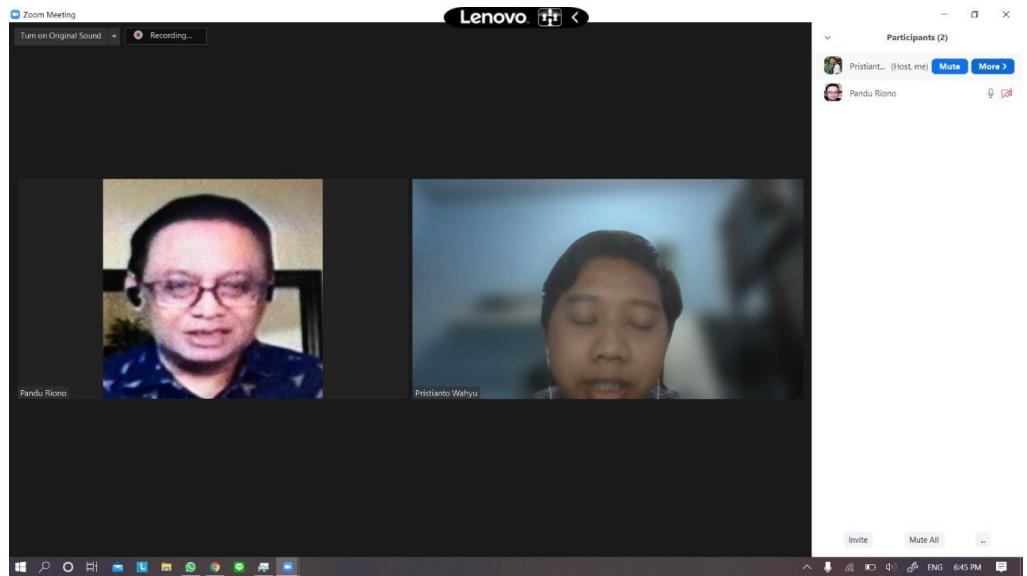 Zoom Meeting
Lenovo
Turn on Original Sound
Recording...
Participants (2)
Pristiant... (Host, me) Mute More
Pandu Riono
Pandu Riono
Pristianto Wahyu
Invite Mute All ...
ENG 6:45 PM